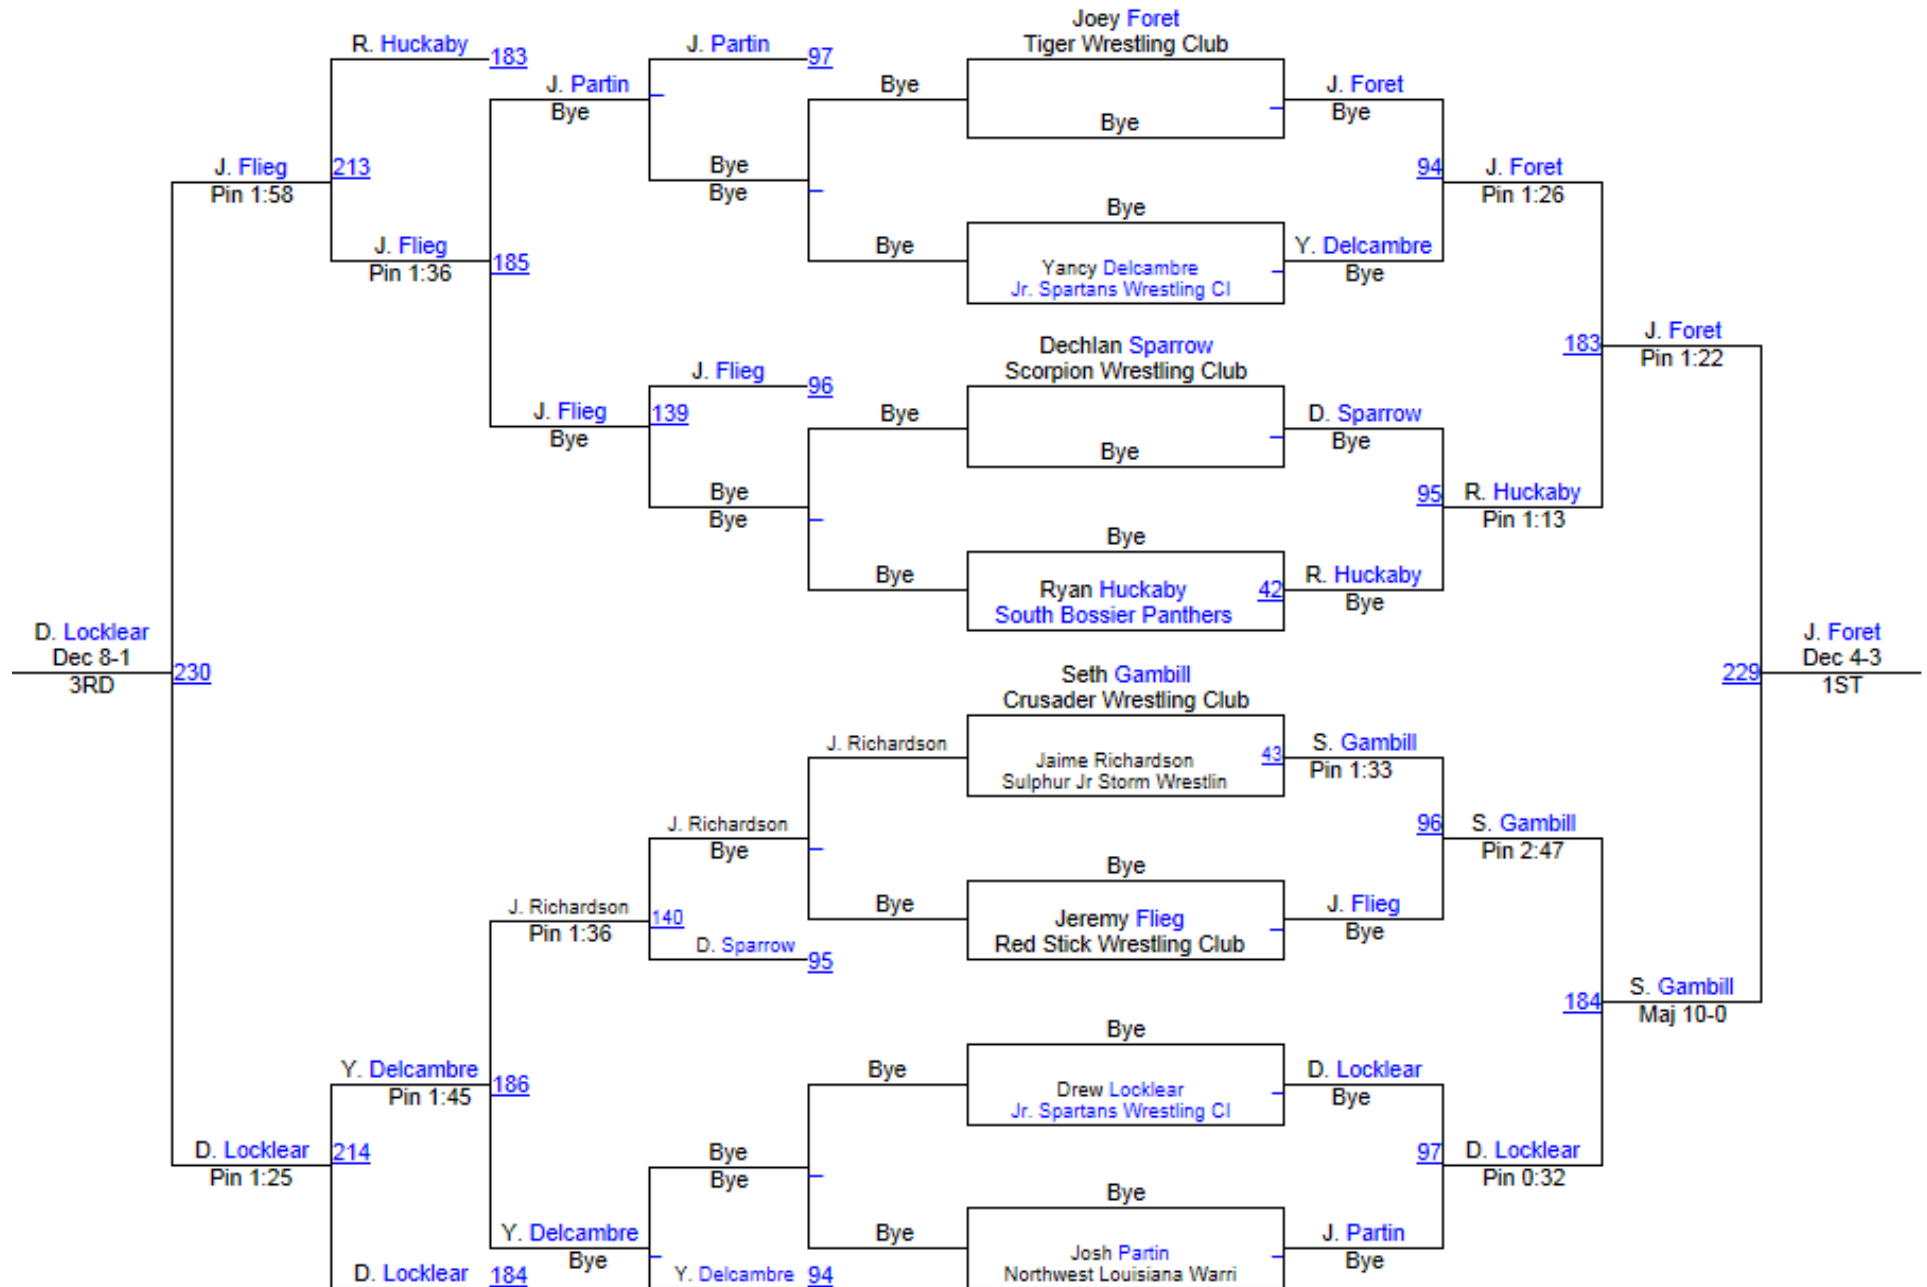 Joey Foret
R. Huckaby 183
J. Partin 97
Tiger Wrestling Club
J. Partin
Bye
Bye
J. Foret
Bye
Bye
Bye
J. Flieg
Pin 1:58
213
Bye
Bye
94
J. Foret
Pin 1:26
Bye
J. Flieg
Pin 1:36
185
Bye
Yancy Delcambre
Jr. Spartans Wrestling Cl
Y. Delcambre
Bye
Dechlan Sparrow
Scorpion Wrestling Club
183
J. Foret
Pin 1:22
J. Flieg 96
J. Flieg
Bye
139
Bye
D. Sparrow
Bye
Bye
Bye
Bye
95
R. Huckaby
Pin 1:13
Bye
Bye
Ryan Huckaby
South Bossier Panthers
42
R. Huckaby
Bye
D. Locklear
Dec 8-1
3RD
230
229
J. Foret
Dec 4-3
1ST
Seth Gambill
Crusader Wrestling Club
J. Richardson
Jaime Richardson
Sulphur Jr Storm Wrestlin
43
S. Gambill
Pin 1:33
J. Richardson
Bye
96
S. Gambill
Pin 2:47
Bye
J. Richardson
Pin 1:36
140
Bye
Jeremy Flieg
Red Stick Wrestling Club
J. Flieg
Bye
D. Sparrow 95
184
S. Gambill
Maj 10-0
Bye
Y. Delcambre
Pin 1:45
186
Bye
Drew Locklear
Jr. Spartans Wrestling Cl
D. Locklear
Bye
D. Locklear
Pin 1:25
214
Bye
Bye
97
D. Locklear
Pin 0:32
Bye
Y. Delcambre
Bye
Bye
Josh Partin
Northwest Louisiana Warri
J. Partin
Bye
D. Locklear 184
Y. Delcambre 94